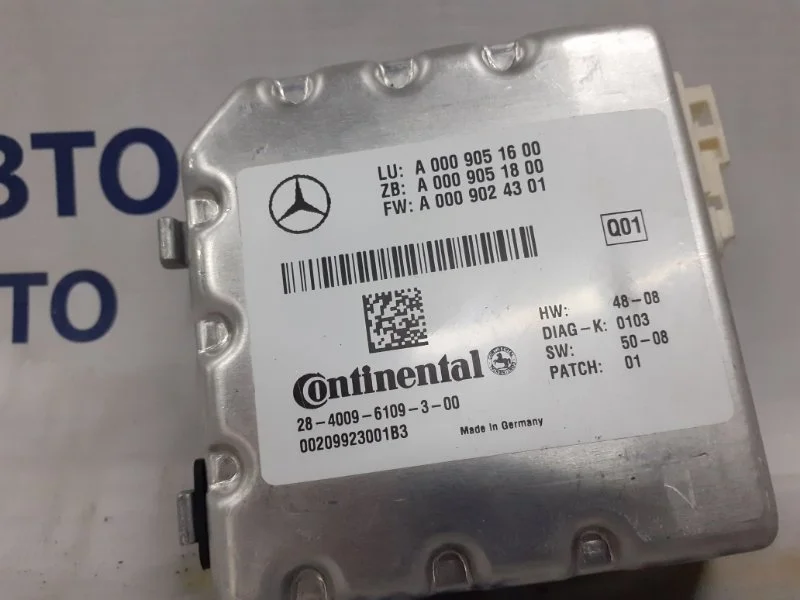 ВТО
ТО
LU: A 000 905 16 00
ZB: A 000 905 18 00
FW: A 000 902 43 01
Q01
HW: 48-08
DIAG-K: 0103
SW: 50-08
PATCH: 01
Continental
28-4009-6109-3-00
00209923001B3
Made in Germany